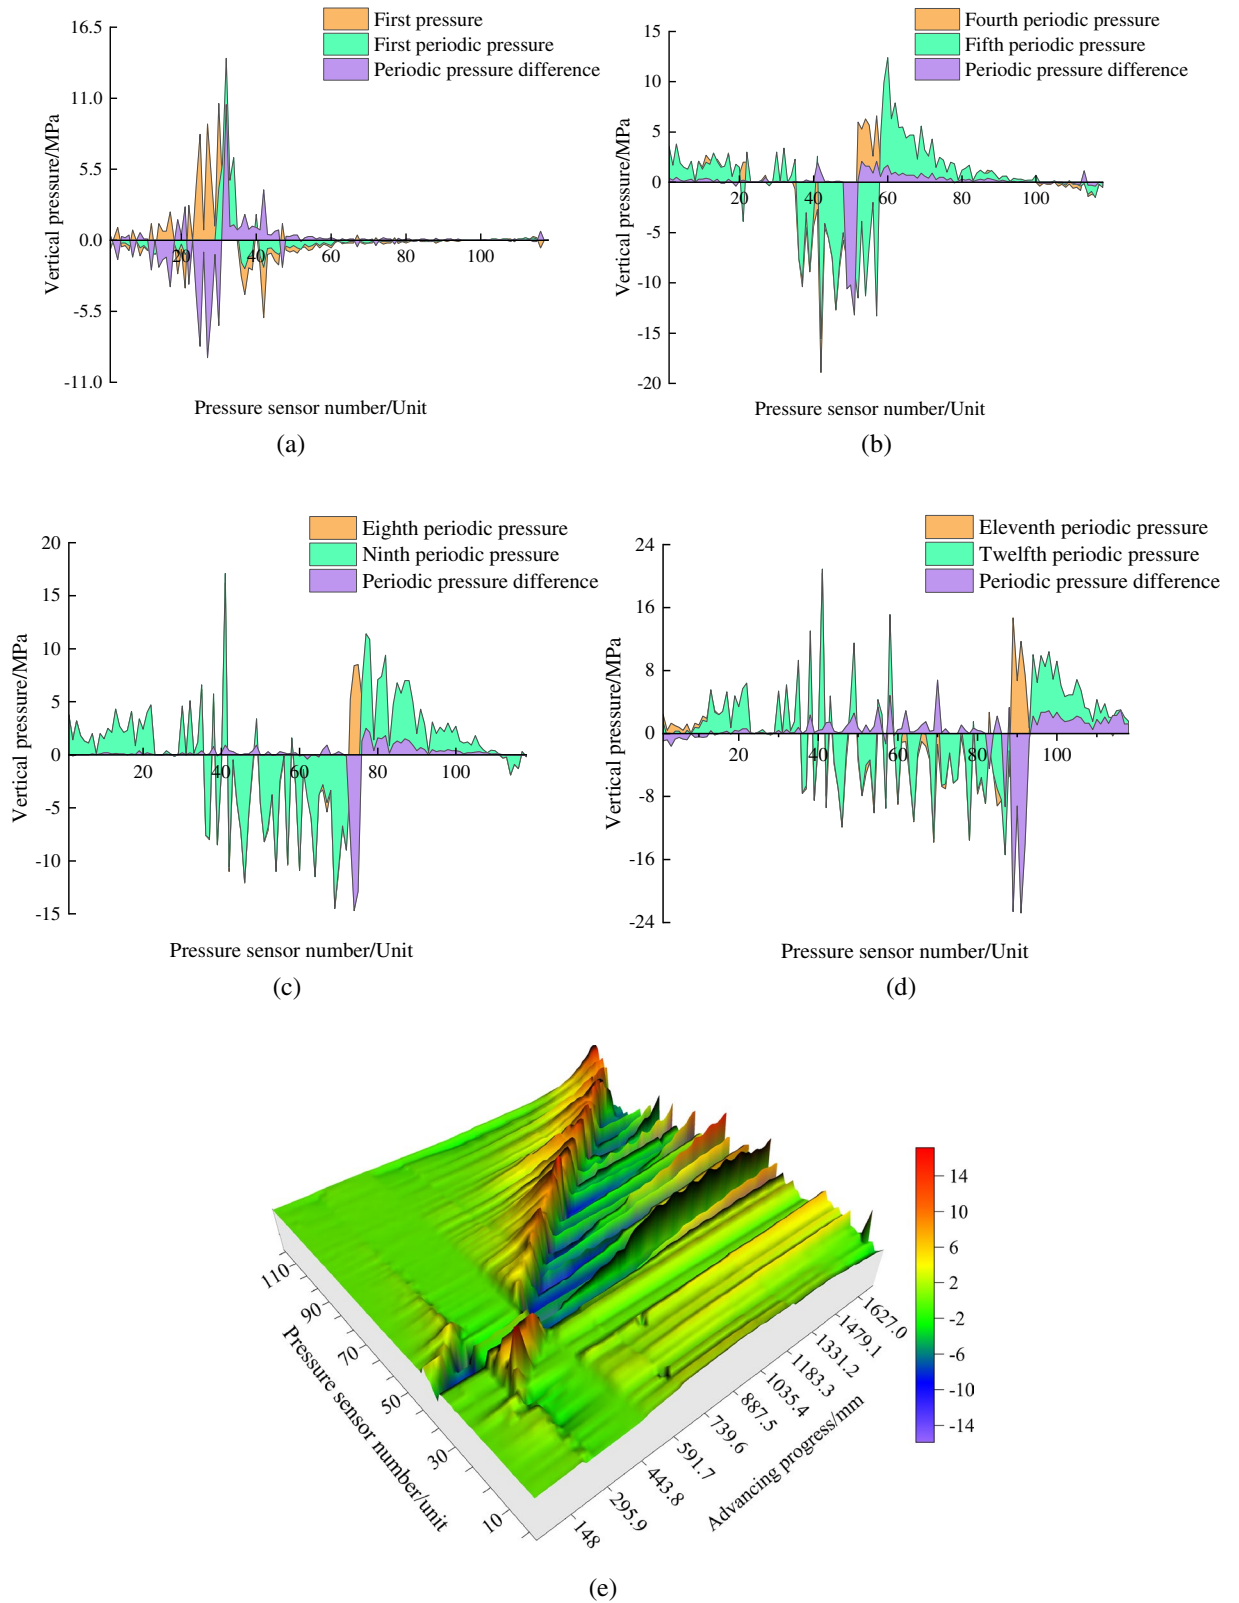 First pressure
First periodic pressure
Periodic pressure difference
16.5
11.0
5.5
0.0
-5.5
-11.0
20
40
60
80
100
Vertical pressure/MPa
Pressure sensor number/Unit
(a)
Fourth periodic pressure
Fifth periodic pressure
Periodic pressure difference
15
10
5
0
-5
-10
-15
-20
20
40
60
80
100
Vertical pressure/MPa
Pressure sensor number/Unit
(b)
Eighth periodic pressure
Ninth periodic pressure
Periodic pressure difference
20
15
10
5
0
-5
-10
-15
20
40
60
80
100
Vertical pressure/MPa
Pressure sensor number/Unit
(c)
Eleventh periodic pressure
Twelfth periodic pressure
Periodic pressure difference
24
16
8
0
-8
-16
-24
20
40
60
80
100
Vertical pressure/MPa
Pressure sensor number/Unit
(d)
110
90
70
50
30
10
Pressure sensor number/unit
148
295.9
443.8
591.7
739.6
887.5
1035.4
1183.3
1331.2
1479.1
1627.0
Advancing progress/mm
14
10
6
2
-2
-6
-10
-14
(e)